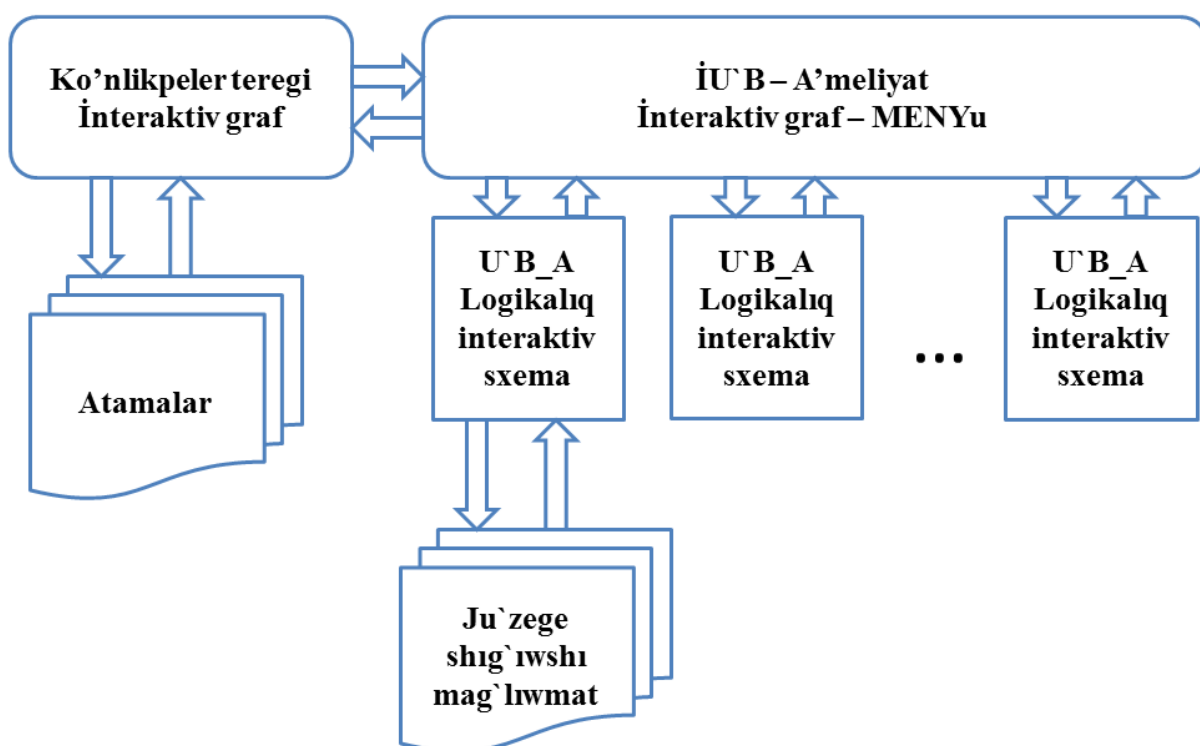 Ko’nlikpeler teregi
İnteraktiv graf
İU`B – A’meliyat
İnteraktiv graf – MENYu
U`B_A
Logikalıq
interaktiv
sxema
U`B_A
Logikalıq
interaktiv
sxema
...
U`B_A
Logikalıq
interaktiv
sxema
Atamalar
Ju`zege
shıg`ıwshı
mag`lıwmat